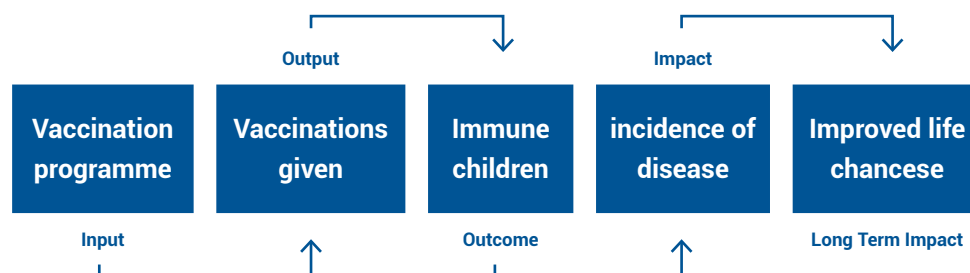 Output
Impact
Vaccination
programme
Vaccinations
given
Immune
children
incidence of
disease
Improved life
chancese
Input
Outcome
Long Term Impact